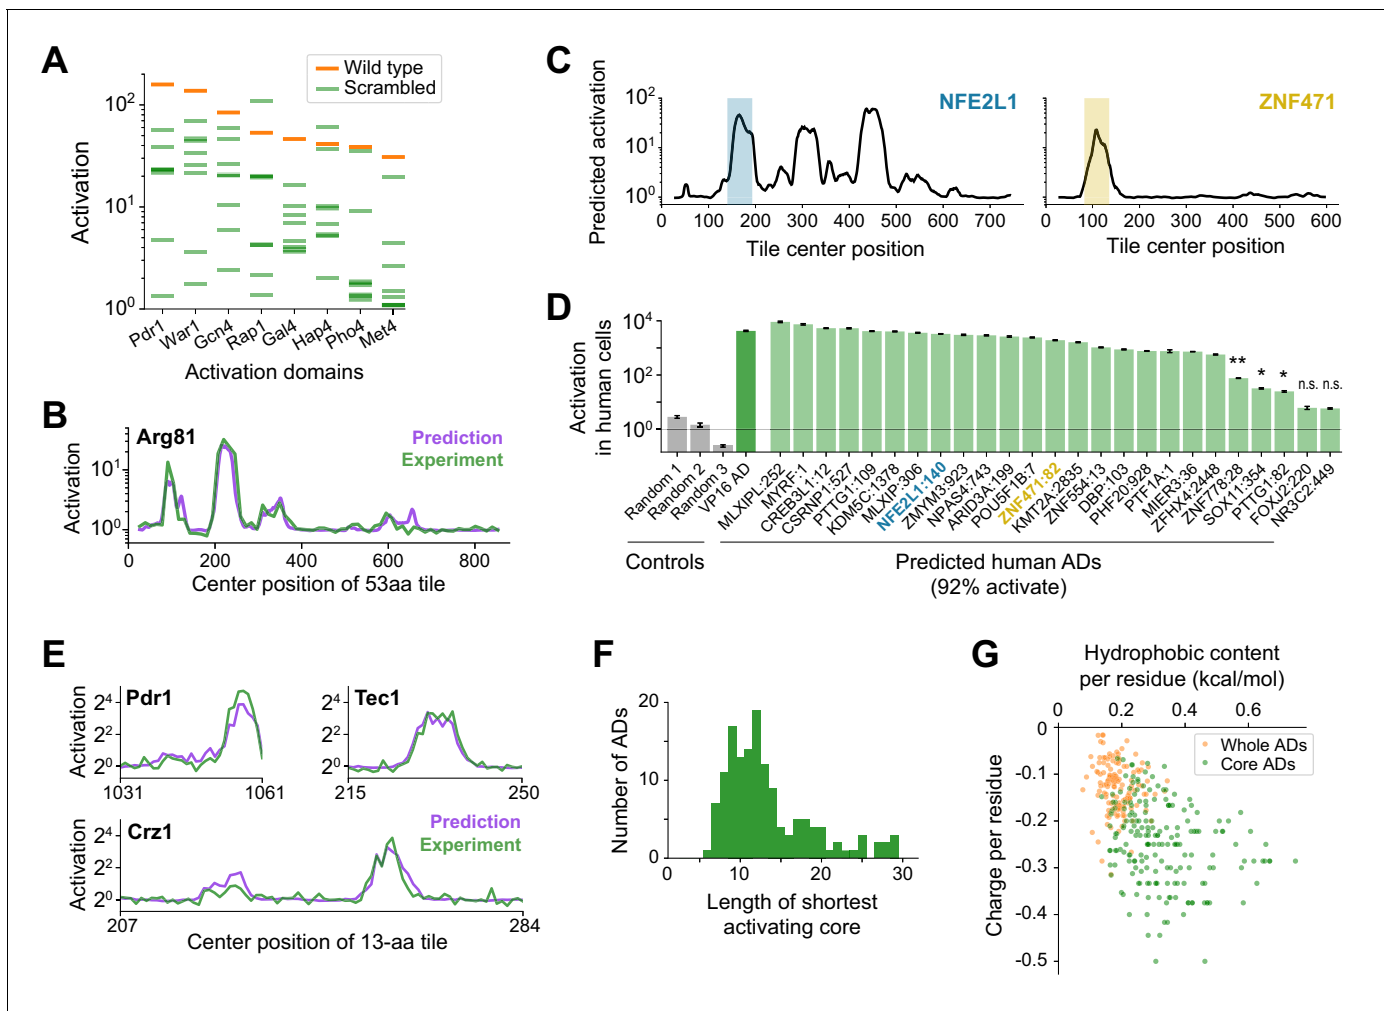 A
Wild type
Scrambled
10²
10¹
10⁰
Activation
Pdr1
War1
Gcn4
Rap1
Gal4
Hap4
Pho4
Met4
Activation domains
B
Arg81
Prediction
Experiment
Activation
10¹
10⁰
0 200 400 600 800
Center position of 53aa tile
C
Predicted activation
NFE2L1
10²
10¹
10⁰
0 100 200 300 400 500 600 700
Tile center position
ZNF471
10²
10¹
10⁰
0 100 200 300 400 500 600
Tile center position
D
Activation
in human cells
10⁴
10²
10⁰
** * * n.s. n.s.
Random 1
Random 2
Random 3
VP16 AD
MLXIPL-252
MYRF:1
CREB3L1:12
CSRNP1:527
PTTG1:109
KDM5C:1378
MLXIP:306
NFE2L1:140
ZMYM3:923
NPAS4:743
ARID3A:199
POU5F1B:7
ZNF471:82
KMT2A:2835
ZNF554:13
DBP:103
PHF20:928
PTF1A:1
MIER3:36
ZFHX4:2448
ZNF778:28
SOX11:354
PTTG1:82
FOXJ2:220
NR3C2:449
Controls
Predicted human ADs
(92% activate)
E
Pdr1
Activation
2⁴
2²
2⁰
1031 1061
Tec1
Activation
2⁴
2²
2⁰
215 250
Crz1
Prediction
Experiment
Activation
2⁴
2²
2⁰
207 284
Center position of 13-aa tile
F
Number of ADs
20
10
0
0 10 20 30
Length of shortest
activating core
G
Hydrophobic content
per residue (kcal/mol)
0 0.2 0.4 0.6
Whole ADs
Core ADs
Charge per residue
0
-0.1
-0.2
-0.3
-0.4
-0.5